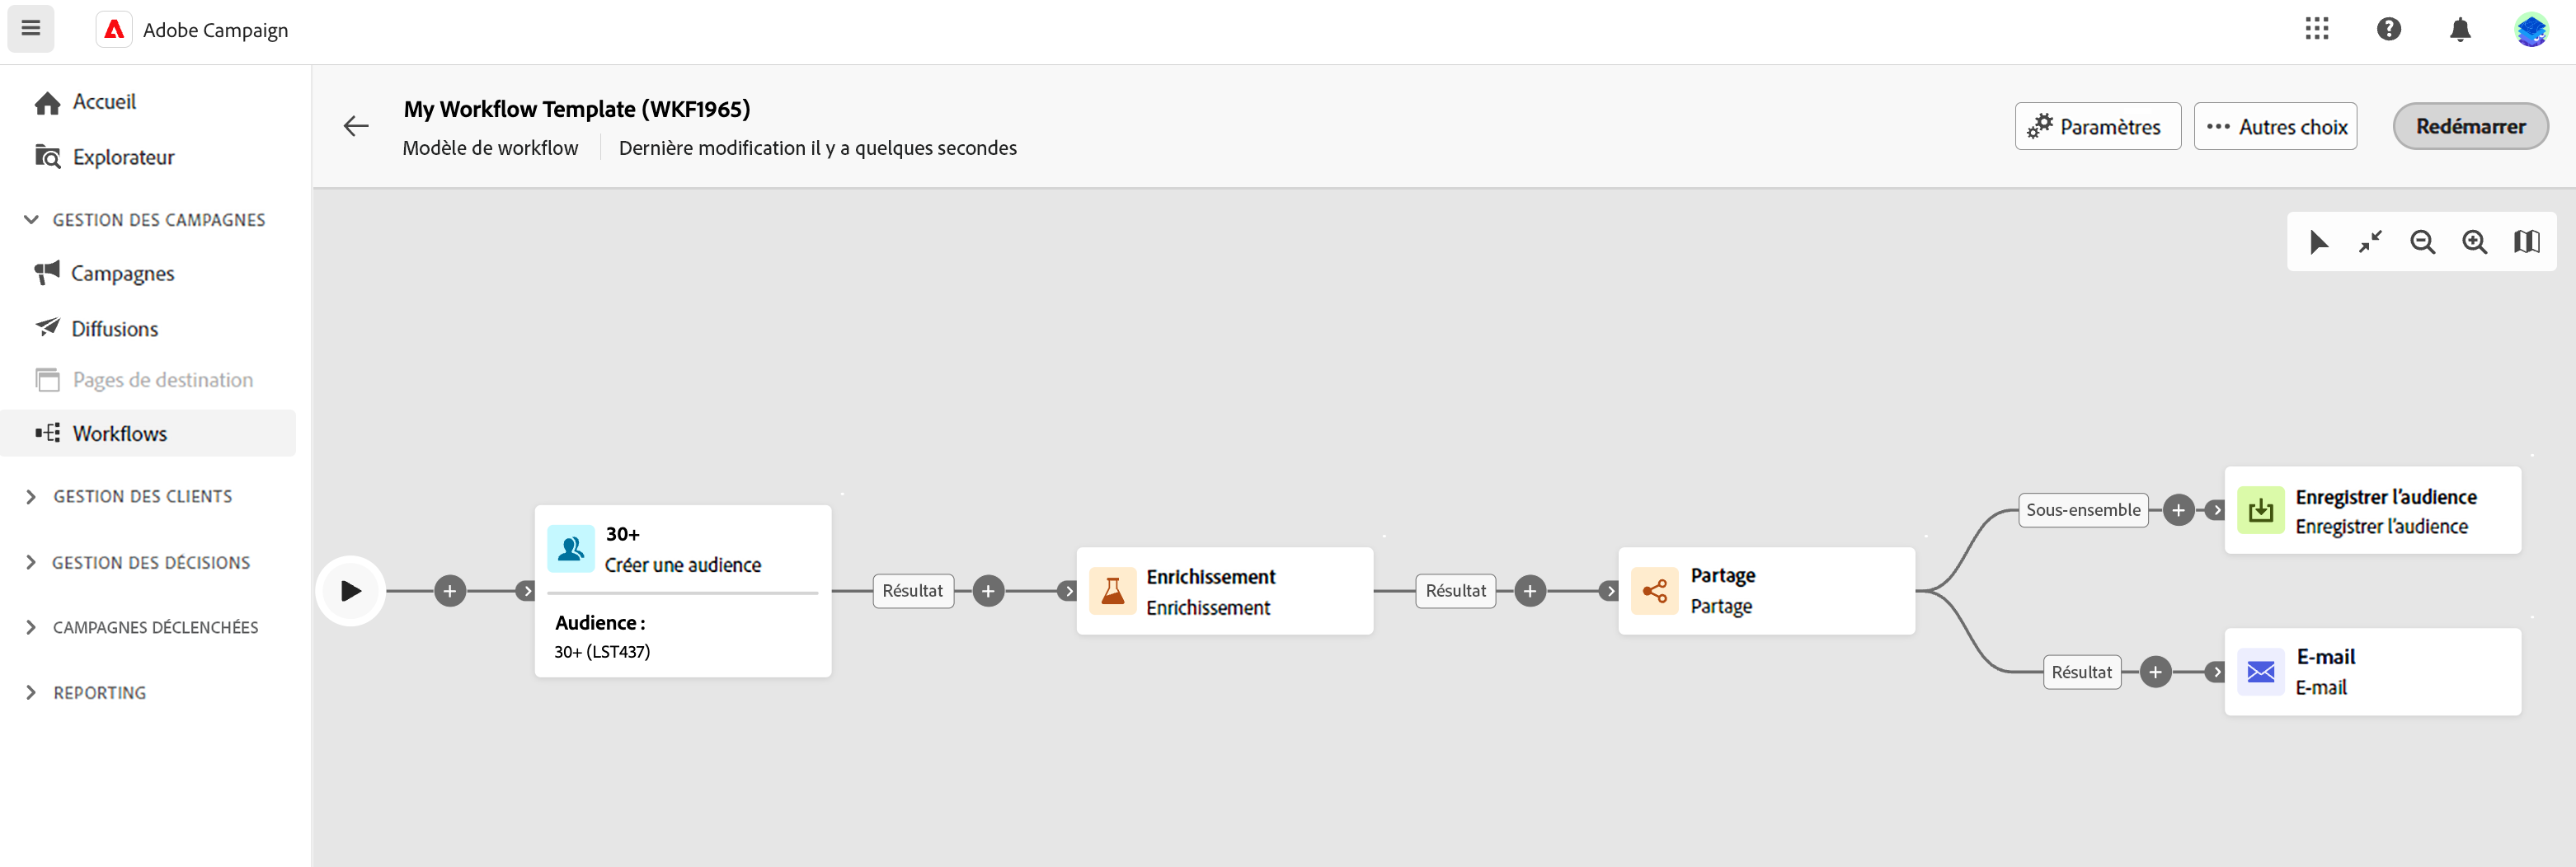 Adobe Campaign
Accueil
Explorateur
GESTION DES CAMPAGNES
Campagnes
Diffusions
Pages de destination
Workflows
GESTION DES CLIENTS
GESTION DES DÉCISIONS
CAMPAGNES DÉCLENCHÉES
REPORTING
My Workflow Template (WKF1965)
Modèle de workflow
Dernière modification il y a quelques secondes
Paramètres
Autres choix
Redémarrer
30+
Créer une audience
Audience :
30+ (LST437)
Résultat
Enrichissement
Enrichissement
Résultat
Partage
Partage
Sous-ensemble
Enregistrer l'audience
Enregistrer l'audience
Résultat
E-mail
E-mail